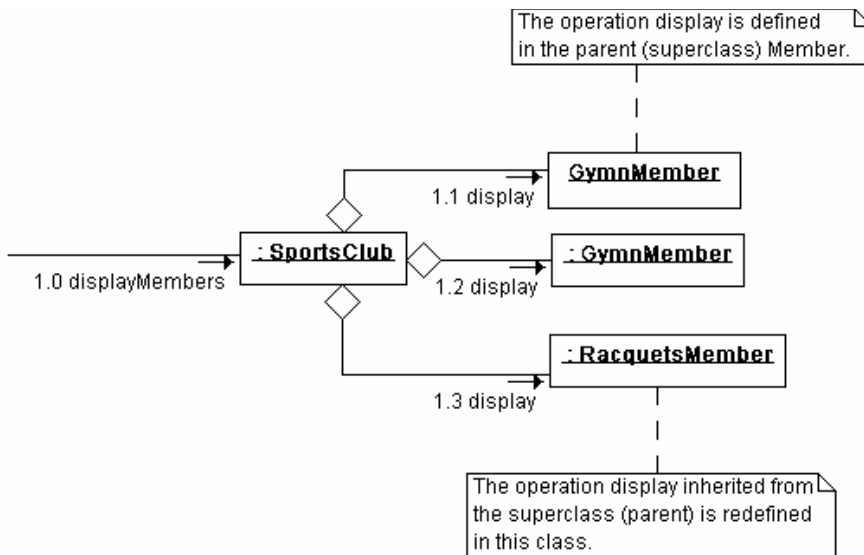 The operation display is defined
in the parent (superclass) Member.
GymnMember
1.1 display
: SportsClub
: GymnMember
1.0 displayMembers
1.2 display
: RacquetsMember
1.3 display
The operation display inherited from
the superclass (parent) is redefined
in this class.